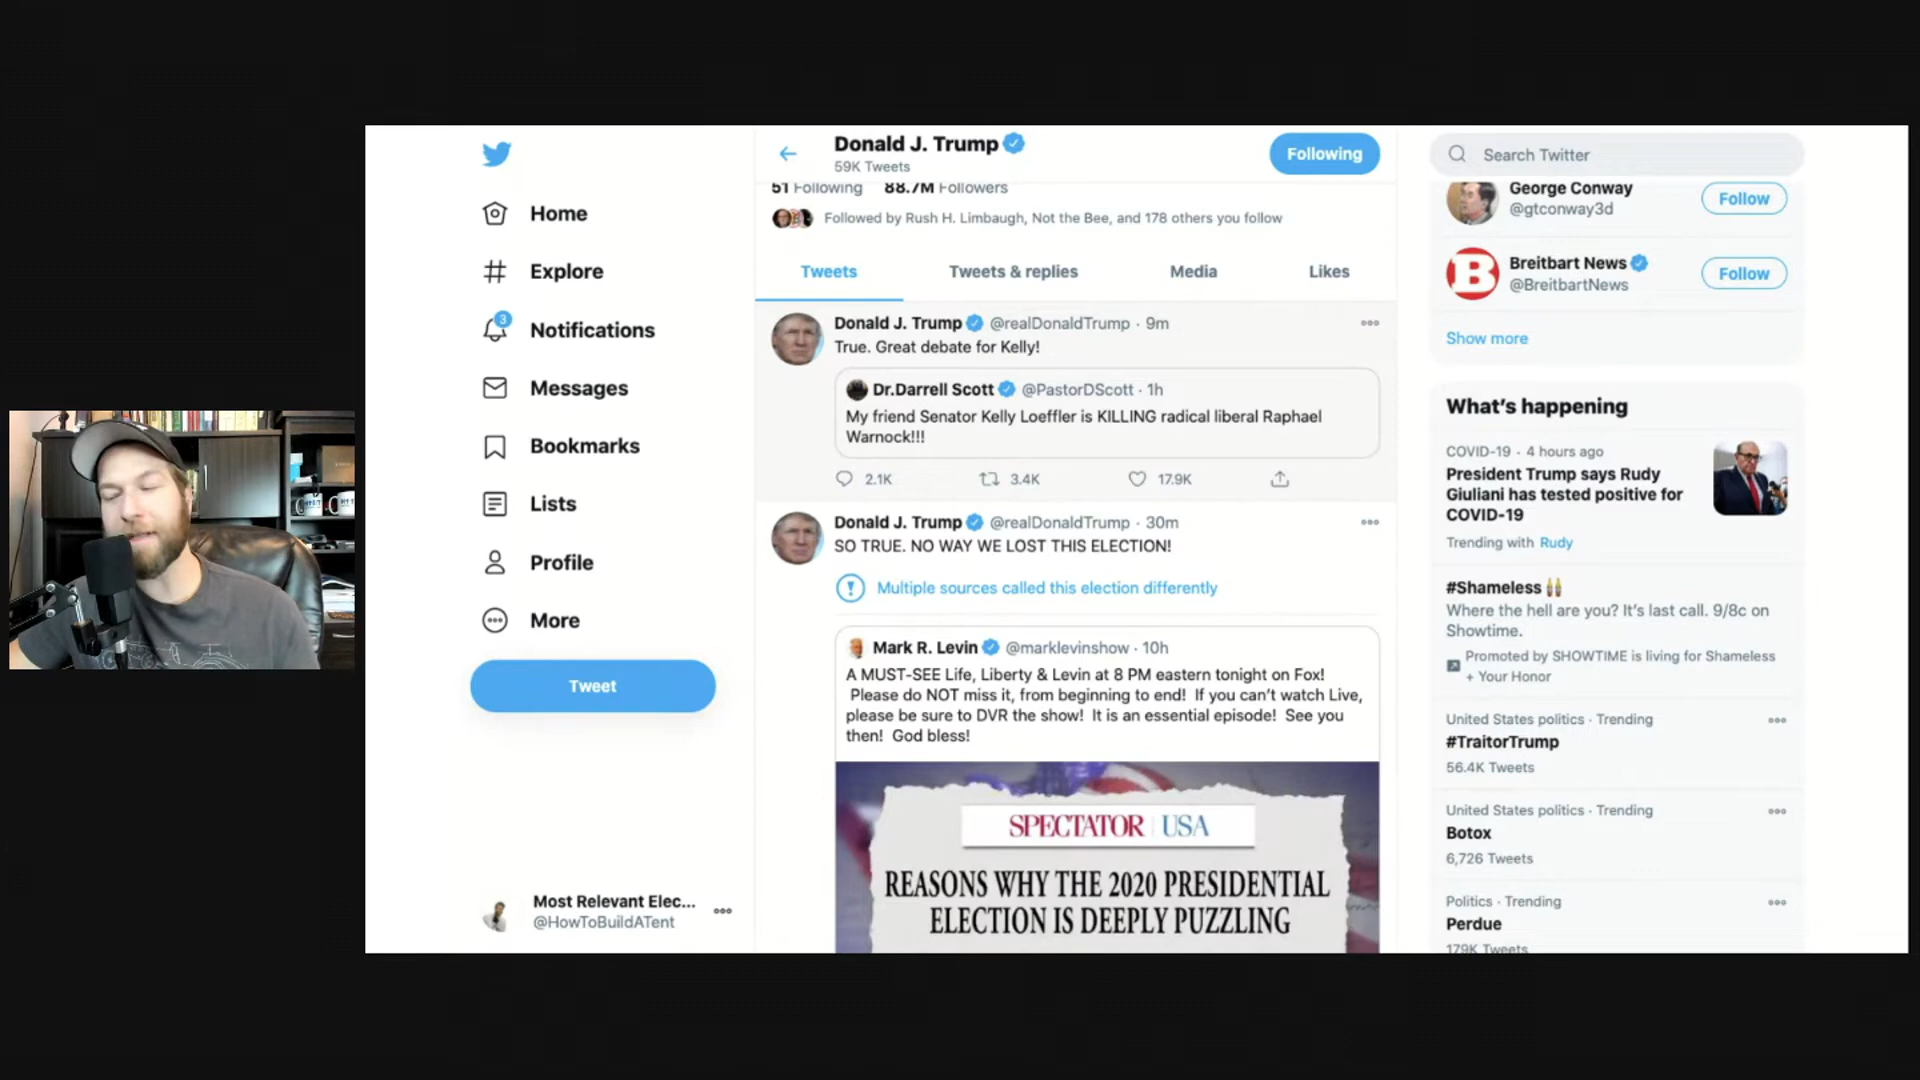 Home
Explore
3
Notifications
Messages
Bookmarks
Lists
Profile
More
Tweet
Most Relevant Elec...
@HowToBuildATent
Donald J. Trump
59K Tweets
Following
51 Following 88.7M Followers
Followed by Rush H. Limbaugh, Not the Bee, and 178 others you follow
Tweets Tweets & replies Media Likes
Donald J. Trump @realDonaldTrump · 9m
True. Great debate for Kelly!
Dr.Darrell Scott @PastorDScott · 1h
My friend Senator Kelly Loeffler is KILLING radical liberal Raphael
Warnock!!!
2.1K 3.4K 17.9K
Donald J. Trump @realDonaldTrump · 30m
SO TRUE. NO WAY WE LOST THIS ELECTION!
Multiple sources called this election differently
Mark R. Levin @marklevinshow · 10h
A MUST-SEE Life, Liberty & Levin at 8 PM eastern tonight on Fox!
Please do NOT miss it, from beginning to end! If you can't watch Live,
please be sure to DVR the show! It is an essential episode! See you
then! God bless!
SPECTATOR | USA
REASONS WHY THE 2020 PRESIDENTIAL
ELECTION IS DEEPLY PUZZLING
Search Twitter
George Conway
@gtconway3d
Follow
B
Breitbart News
@BreitbartNews
Follow
Show more
What's happening
COVID-19 · 4 hours ago
President Trump says Rudy
Giuliani has tested positive for
COVID-19
Trending with Rudy
#Shameless
Where the hell are you? It's last call. 9/8c on
Showtime.
Promoted by SHOWTIME is living for Shameless
+ Your Honor
United States politics · Trending
#TraitorTrump
56.4K Tweets
United States politics · Trending
Botox
6,726 Tweets
Politics · Trending
Perdue
179K Tweets